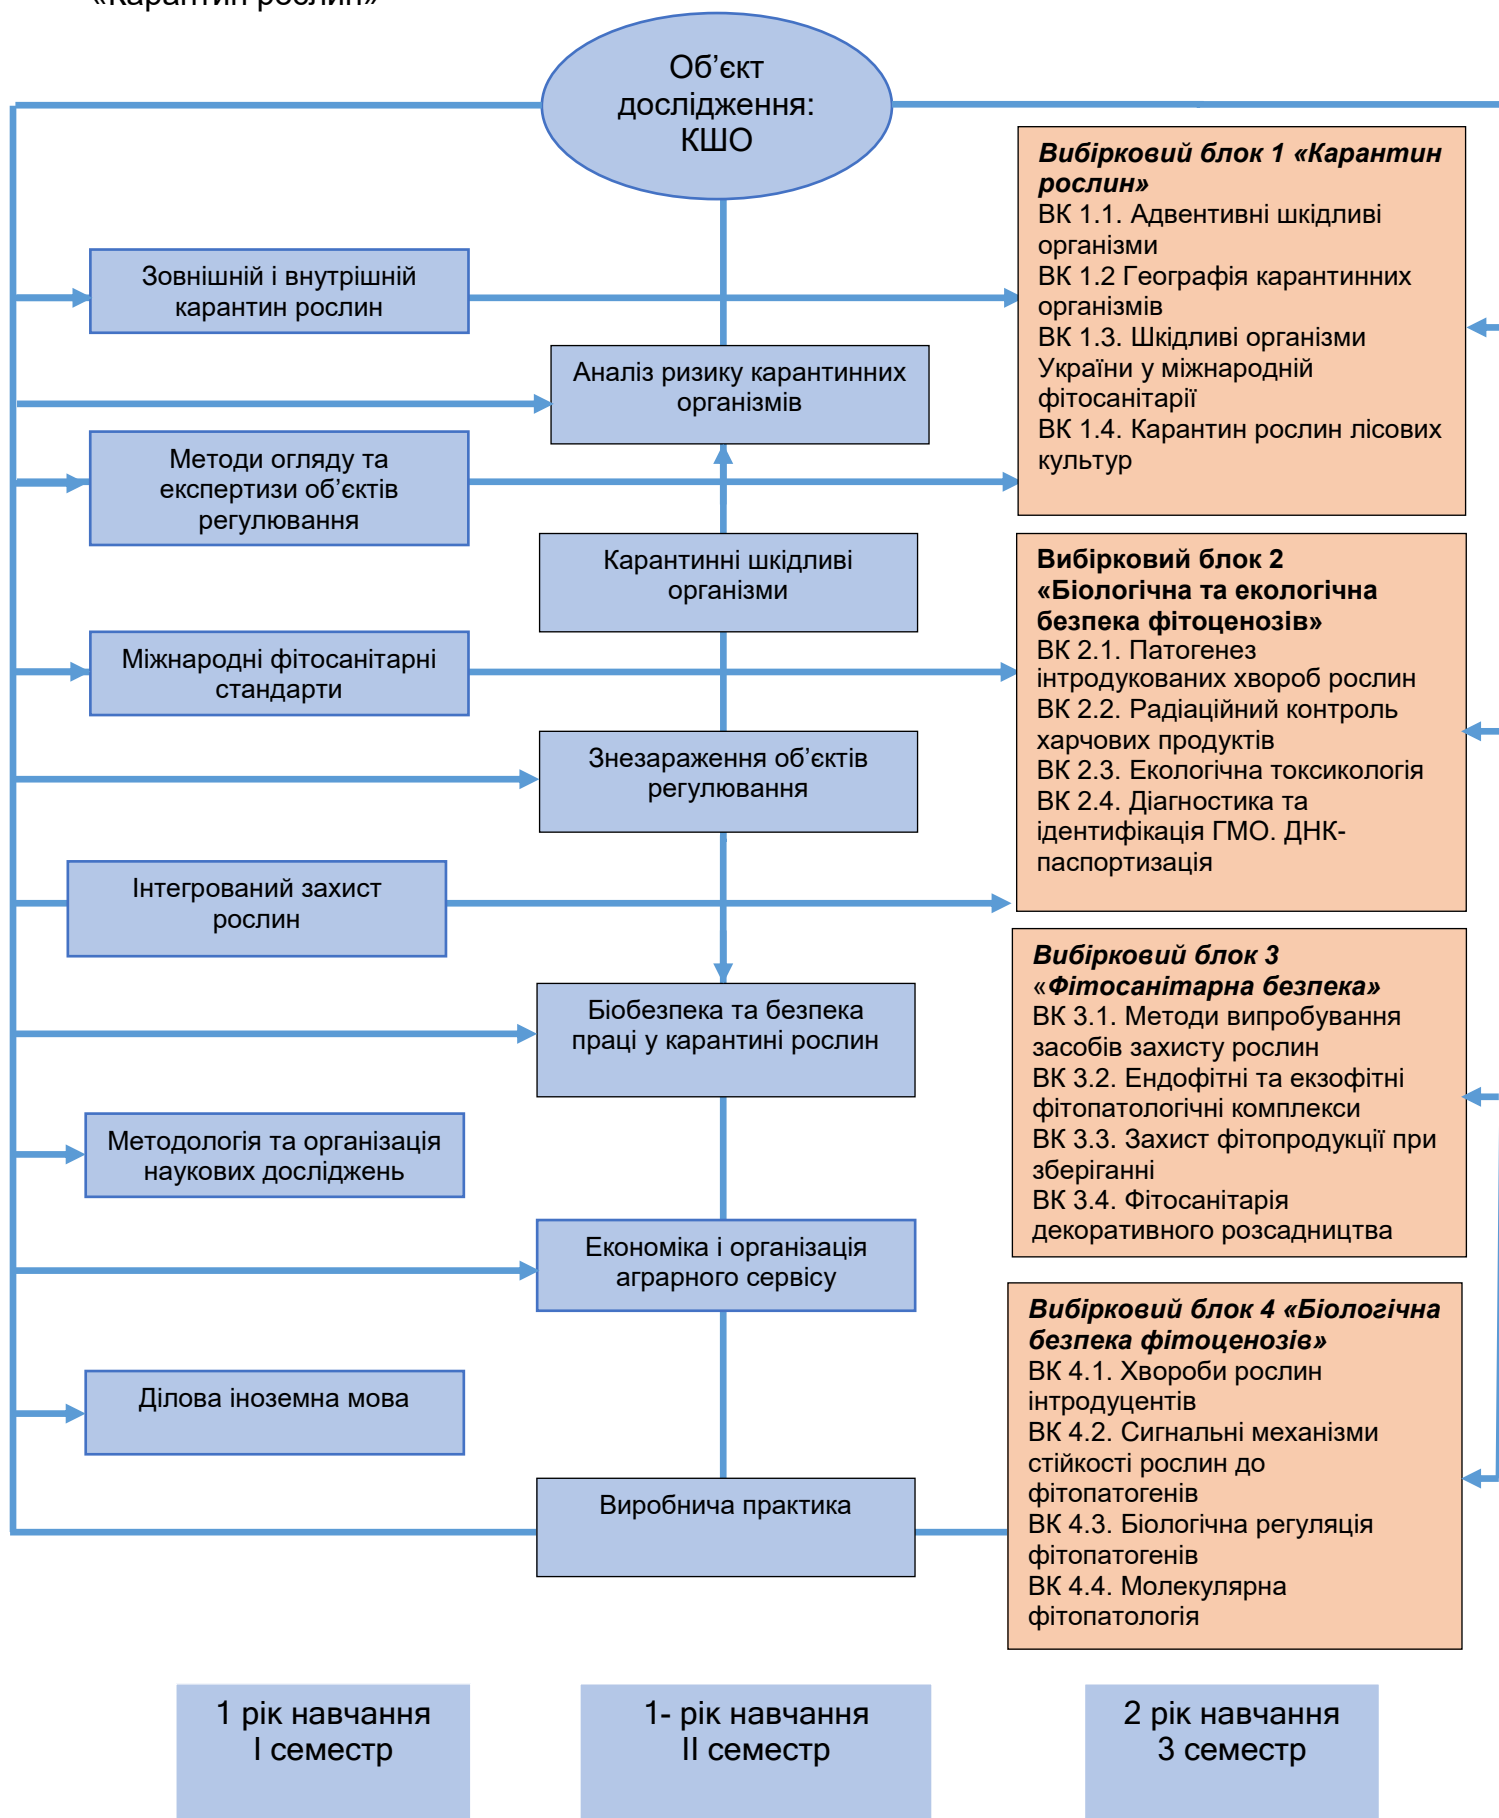 «Карантин рослин»
Об’єкт
дослідження:
КШО
Зовнішній і внутрішній
карантин рослин
Аналіз ризику карантинних
організмів
Методи огляду та
експертизи об’єктів
регулювання
Карантинні шкідливі
організми
Міжнародні фітосанітарні
стандарти
Знезараження об’єктів
регулювання
Інтегрований захист
рослин
Біобезпека та безпека
праці у карантині рослин
Методологія та організація
наукових досліджень
Економіка і організація
аграрного сервісу
Ділова іноземна мова
Виробнича практика
Вибірковий блок 1 «Карантин
рослин»
ВК 1.1. Адвентивні шкідливі
організми
ВК 1.2 Географія карантинних
організмів
ВК 1.3. Шкідливі організми
України у міжнародній
фітосанітарії
ВК 1.4. Карантин рослин лісових
культур
Вибірковий блок 2
«Біологічна та екологічна
безпека фітоценозів»
ВК 2.1. Патогенез
інтродукованих хвороб рослин
ВК 2.2. Радіаційний контроль
харчових продуктів
ВК 2.3. Екологічна токсикологія
ВК 2.4. Діагностика та
ідентифікація ГМО. ДНК-
паспортизація
Вибірковий блок 3
«Фітосанітарна безпека»
ВК 3.1. Методи випробування
засобів захисту рослин
ВК 3.2. Ендофітні та екзофітні
фітопатологічні комплекси
ВК 3.3. Захист фітопродукції при
зберіганні
ВК 3.4. Фітосанітарія
декоративного розсадництва
Вибірковий блок 4 «Біологічна
безпека фітоценозів»
ВК 4.1. Хвороби рослин
інтродуцентів
ВК 4.2. Сигнальні механізми
стійкості рослин до
фітопатогенів
ВК 4.3. Біологічна регуляція
фітопатогенів
ВК 4.4. Молекулярна
фітопатологія
1 рік навчання
І семестр
1- рік навчання
ІІ семестр
2 рік навчання
3 семестр